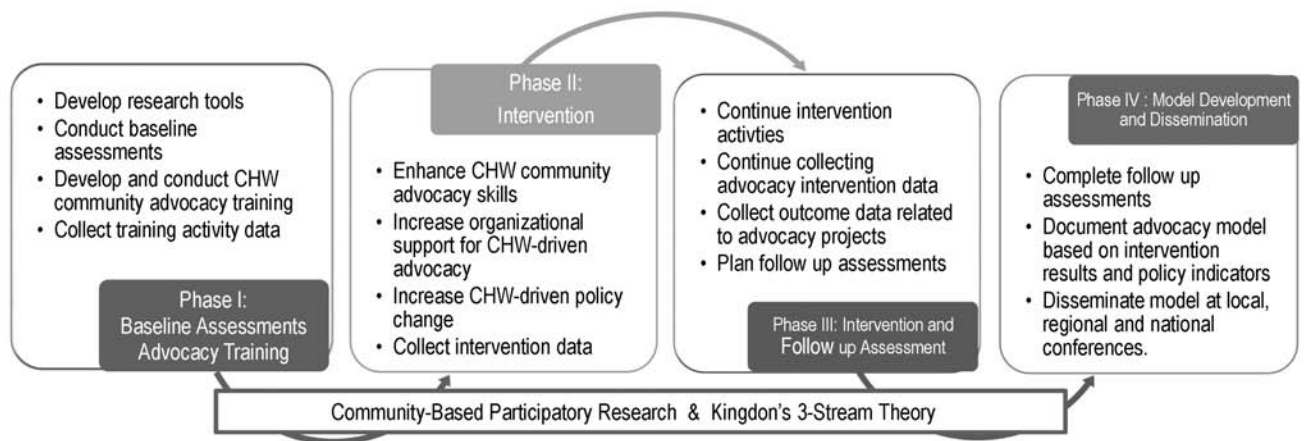 • Develop research tools
• Conduct baseline
assessments
• Develop and conduct CHW
community advocacy training
• Collect training activity data
Phase I:
Baseline Assessments
Advocacy Training
Phase II:
Intervention
• Enhance CHW community
advocacy skills
• Increase organizational
support for CHW-driven
advocacy
• Increase CHW-driven policy
change
• Collect intervention data
• Continue intervention
activties
• Continue collecting
advocacy intervention data
• Collect outcome data related
to advocacy projects
• Plan follow up assessments
Phase III: Intervention and
Follow up Assessment
Phase IV : Model Development
and Dissemination
• Complete follow up
assessments
• Document advocacy model
based on intervention
results and policy indicators
• Disseminate model at local,
regional and national
conferences.
Community-Based Participatory Research & Kingdon's 3-Stream Theory